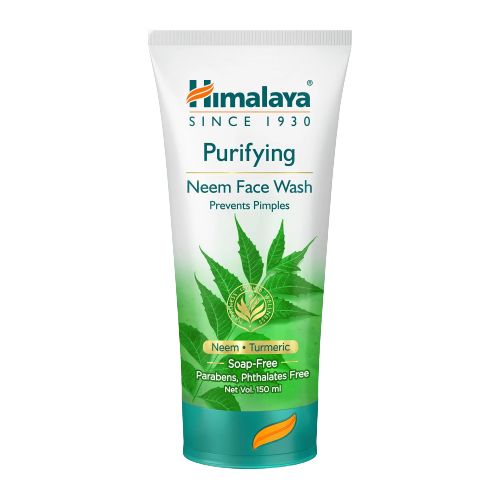 Himalaya®
SINCE 1930
Purifying
Neem Face Wash
Prevents Pimples
Neem • Turmeric
Soap-Free
Parabens, Phthalates Free
Net Vol. 150 ml